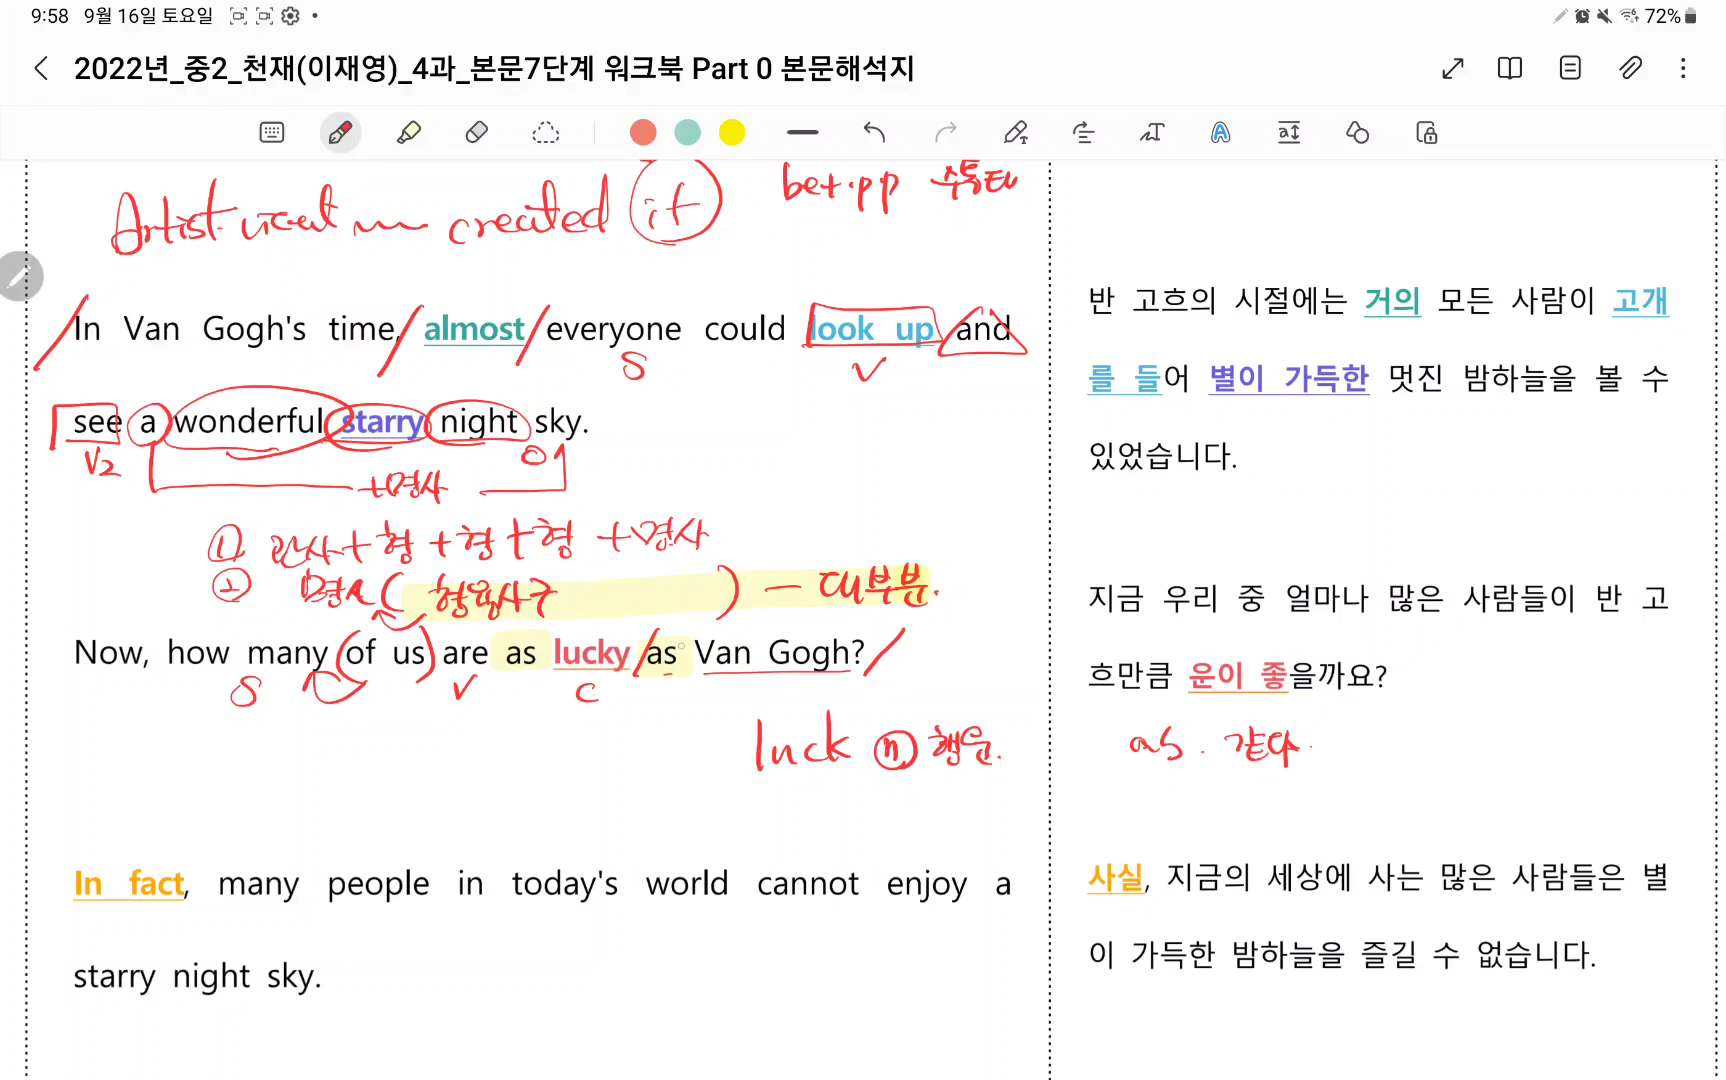 9:58 9월 16일 토요일
72%
2022년_중2_천재(이재영)_4과_본문7단계 워크북 Part 0 본문해석지
Artist created it
be+.pp 수동태
In Van Gogh's time, almost everyone could look up and
S V
see a wonderful starry night sky.
V2 O
+명사
① 관사+형+형+형+명사
② 명사( 형용사구 ) - 대부분.
Now, how many of us are as lucky as Van Gogh?
S V C
luck ⓝ 행운.
In fact, many people in today's world cannot enjoy a
starry night sky.
반 고흐의 시절에는 거의 모든 사람이 고개
를 들어 별이 가득한 멋진 밤하늘을 볼 수
있었습니다.
지금 우리 중 얼마나 많은 사람들이 반 고
흐만큼 운이 좋을까요?
as. 같다.
사실, 지금의 세상에 사는 많은 사람들은 별
이 가득한 밤하늘을 즐길 수 없습니다.